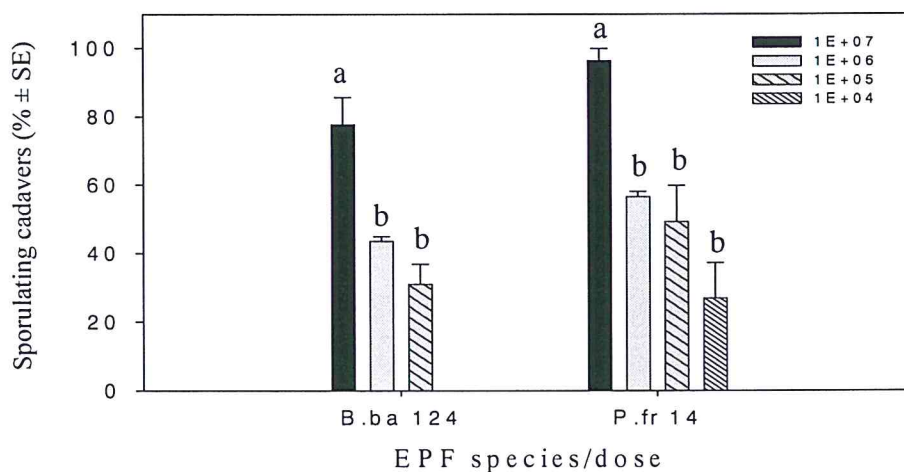 Sporulating cadavers (% ± SE)
100
80
60
40
20
0
a
b
b
a
b
b
b
1E+07
1E+06
1E+05
1E+04
B.ba 124
P.fr 14
EPF species/dose